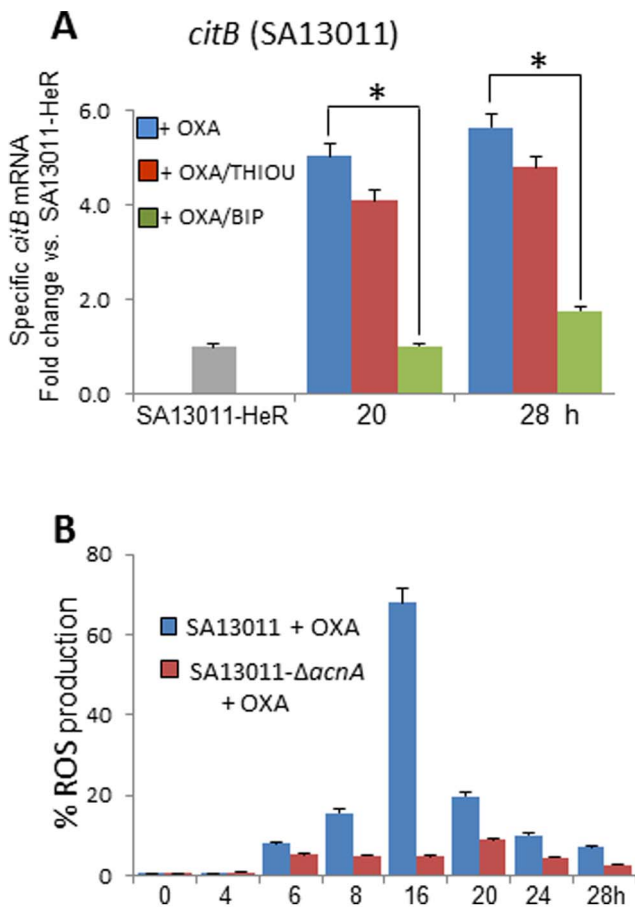 A
citB (SA13011)
Specific citB mRNA
Fold change vs. SA13011-HeR
6.0
4.0
2.0
0.0
+ OXA
+ OXA/THIOU
+ OXA/BIP
*
*
SA13011-HeR 20 28 h
B
% ROS production
80
60
40
20
0
SA13011 + OXA
SA13011-ΔacnA
+ OXA
0 4 6 8 16 20 24 28h